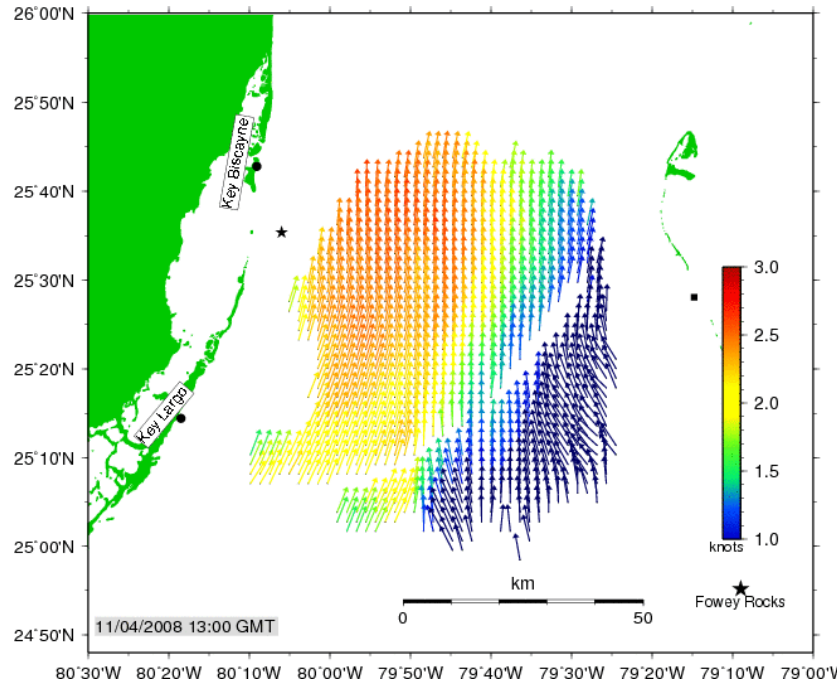 26˚00'N
25˚50'N
25˚40'N
25˚30'N
25˚20'N
25˚10'N
25˚00'N
24˚50'N
Key Biscayne
Key Largo
3.0
2.5
2.0
1.5
1.0
knots
km
0
50
Fowey Rocks
11/04/2008 13:00 GMT
80˚30'W
80˚20'W
80˚10'W
80˚00'W
79˚50'W
79˚40'W
79˚30'W
79˚20'W
79˚10'W
79˚00'W